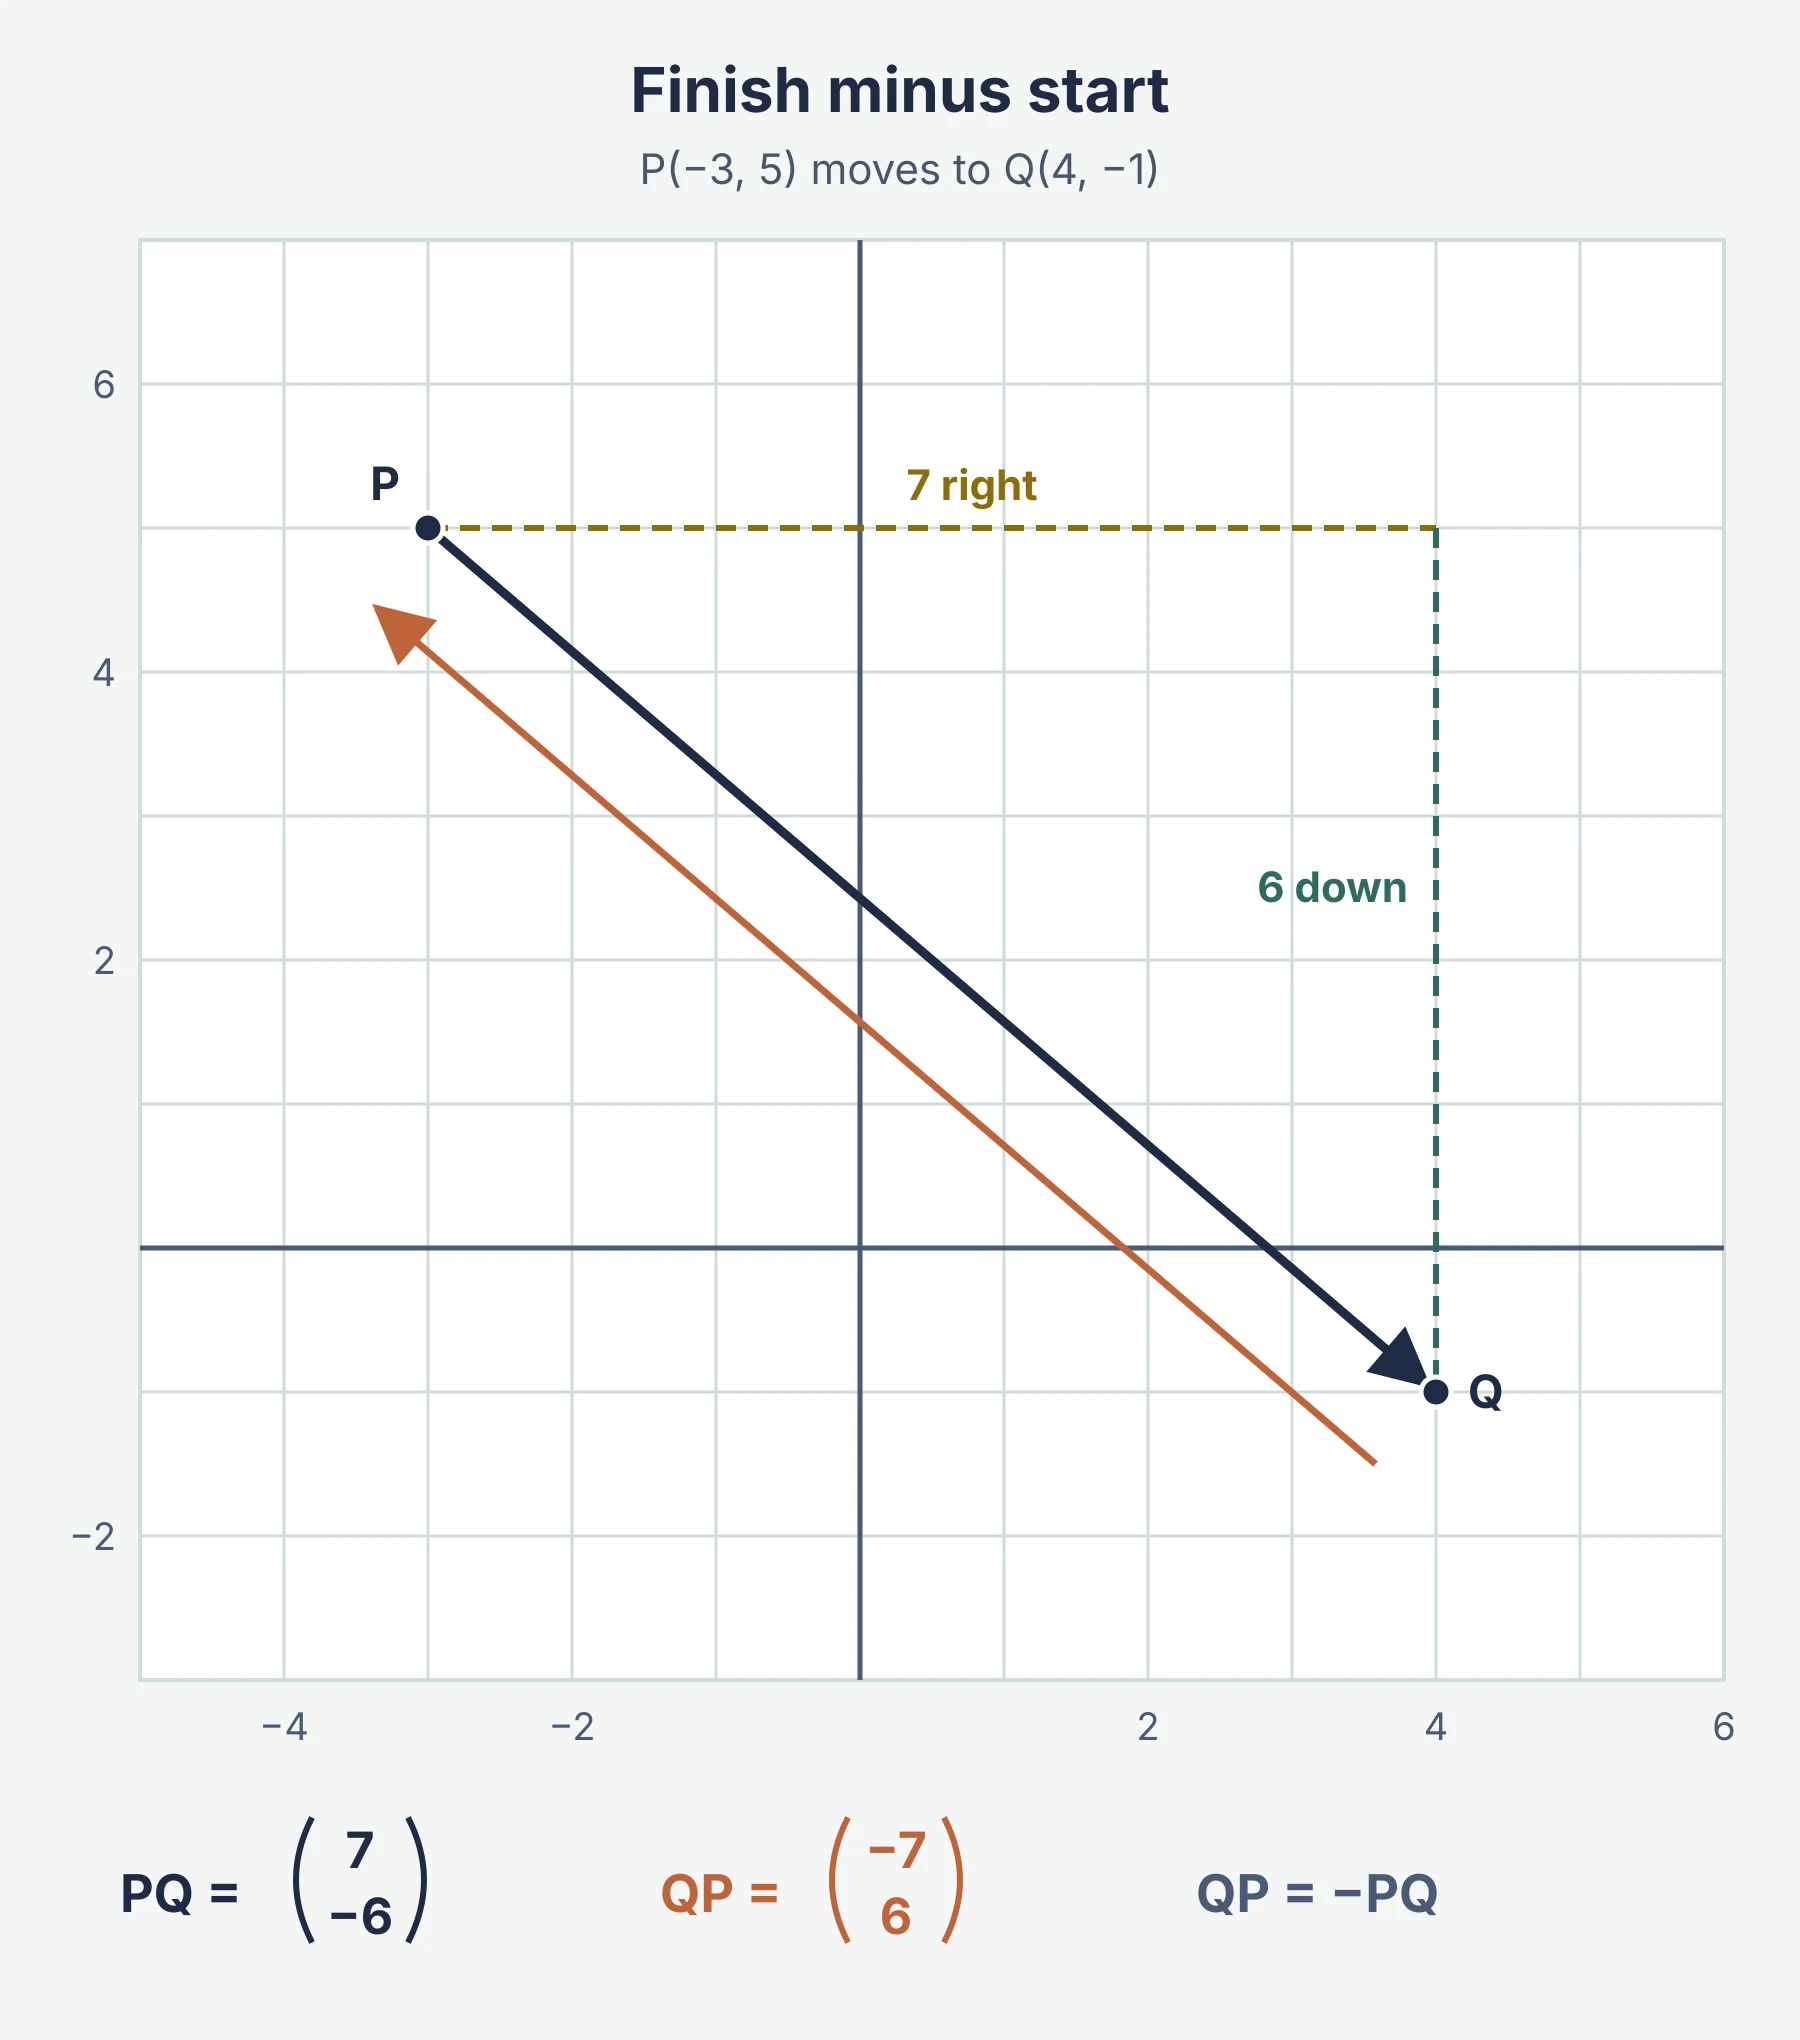 Finish minus start
P(−3, 5) moves to Q(4, −1)
6
P
7 right
4
6 down
2
Q
−2
−4 −2 2 4 6
PQ = ( 7 −6 ) QP = ( −7 6 ) QP = −PQ